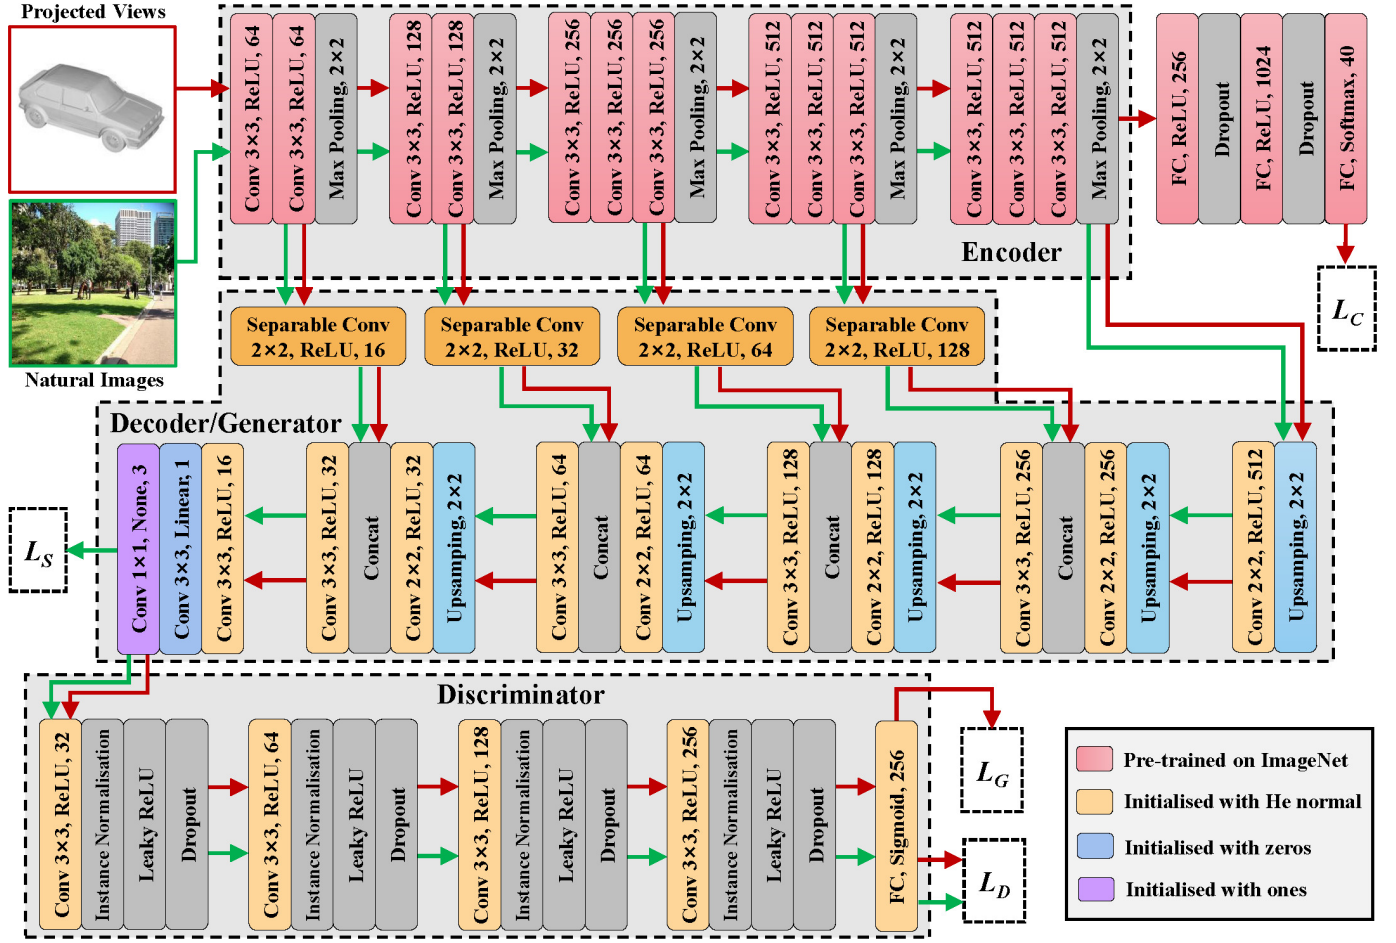 Projected Views
Natural Images
Conv 3×3, ReLU, 64
Conv 3×3, ReLU, 64
Max Pooling, 2×2
Conv 3×3, ReLU, 128
Conv 3×3, ReLU, 128
Max Pooling, 2×2
Conv 3×3, ReLU, 256
Conv 3×3, ReLU, 256
Conv 3×3, ReLU, 256
Max Pooling, 2×2
Conv 3×3, ReLU, 512
Conv 3×3, ReLU, 512
Conv 3×3, ReLU, 512
Max Pooling, 2×2
Conv 3×3, ReLU, 512
Conv 3×3, ReLU, 512
Conv 3×3, ReLU, 512
Max Pooling, 2×2
Encoder
FC, ReLU, 256
Dropout
FC, ReLU, 1024
Dropout
FC, Softmax, 40
L_C
Separable Conv
2×2, ReLU, 16
Separable Conv
2×2, ReLU, 32
Separable Conv
2×2, ReLU, 64
Separable Conv
2×2, ReLU, 128
Decoder/Generator
Conv 1×1, None, 3
Conv 3×3, Linear, 1
Conv 3×3, ReLU, 16
Conv 3×3, ReLU, 32
Concat
Conv 2×2, ReLU, 32
Upsamping, 2×2
Conv 3×3, ReLU, 64
Concat
Conv 2×2, ReLU, 64
Upsamping, 2×2
Conv 3×3, ReLU, 128
Concat
Conv 2×2, ReLU, 128
Upsamping, 2×2
Conv 3×3, ReLU, 256
Concat
Conv 2×2, ReLU, 256
Upsamping, 2×2
Conv 2×2, ReLU, 512
Upsamping, 2×2
L_S
Discriminator
Conv 3×3, ReLU, 32
Instance Normalisation
Leaky ReLU
Dropout
Conv 3×3, ReLU, 64
Instance Normalisation
Leaky ReLU
Dropout
Conv 3×3, ReLU, 128
Instance Normalisation
Leaky ReLU
Dropout
Conv 3×3, ReLU, 256
Instance Normalisation
Leaky ReLU
Dropout
FC, Sigmoid, 256
L_G
L_D
Pre-trained on ImageNet
Initialised with He normal
Initialised with zeros
Initialised with ones